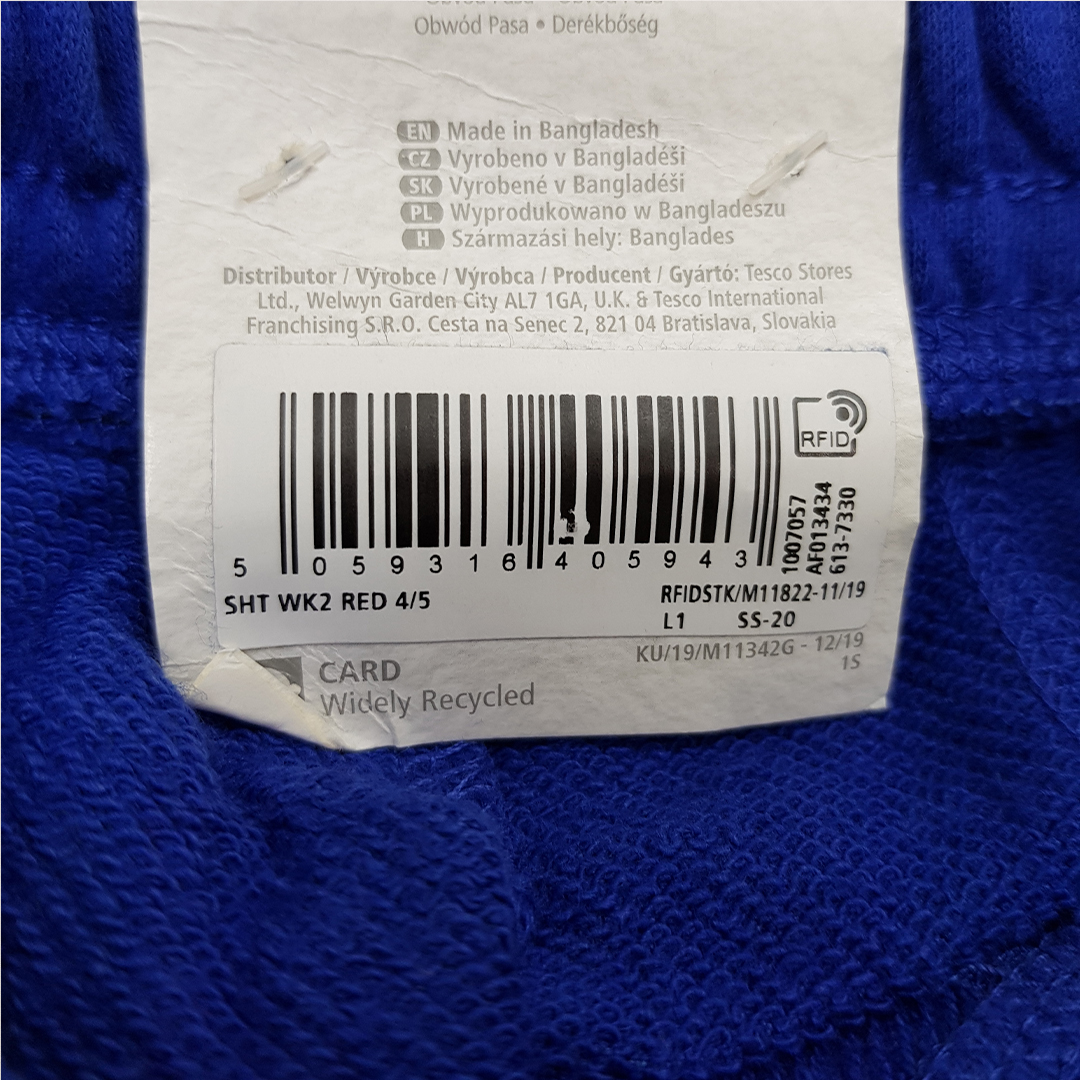 Obwód Pasa • Derékbőség
EN Made in Bangladesh
CZ Vyrobeno v Bangladéši
SK Vyrobené v Bangladéši
PL Wyprodukowano w Bangladeszu
H Származási hely: Banglades
Distributor / Výrobce / Výrobca / Producent / Gyártó: Tesco Stores
Ltd., Welwyn Garden City AL7 1GA, U.K. & Tesco International
Franchising S.R.O. Cesta na Senec 2, 821 04 Bratislava, Slovakia
RFID
1007057
AF013434
613-7330
5 059316 405943
SHT WK2 RED 4/5
RFIDSTK/M11822-11/19
L1 SS-20
KU/19/M11342G - 12/19
1S
CARD
Widely Recycled